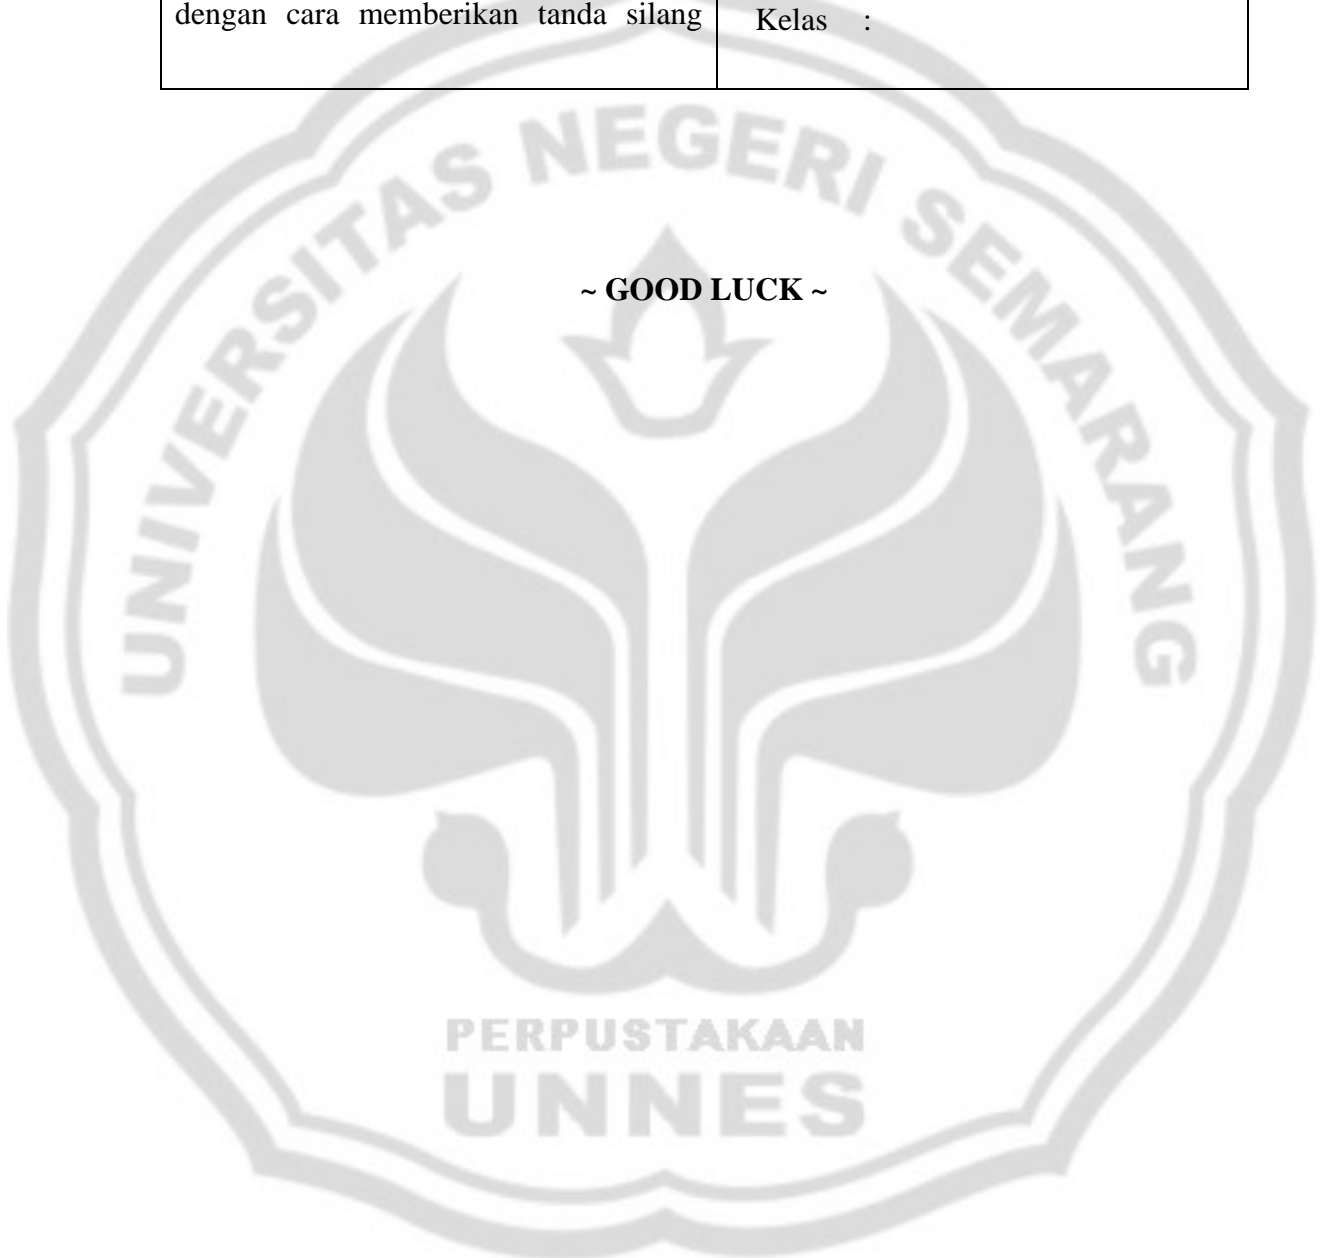 dengan cara memberikan tanda silang
Kelas :
UNIVERSITAS NEGERI SEMARANG
~ GOOD LUCK ~
PERPUSTAKAAN
UNNES